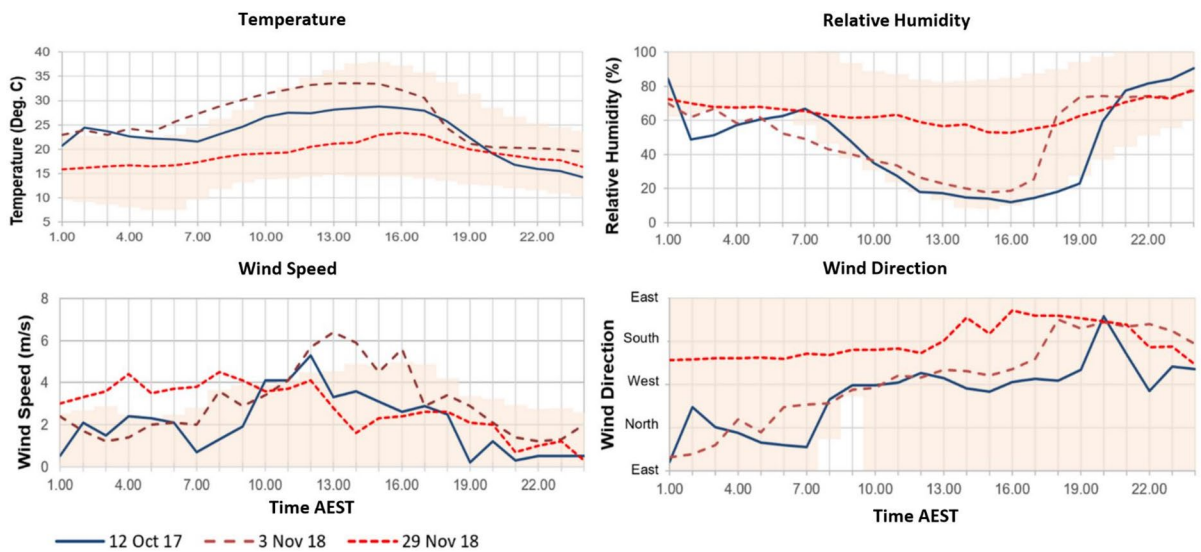 Temperature
Temperature (Deg. C)
40
35
30
25
20
15
10
5
1.00 4.00 7.00 10.00 13.00 16.00 19.00 22.00
Relative Humidity
Relative Humidity (%)
100
80
60
40
20
0
1.00 4.00 7.00 10.00 13.00 16.00 19.00 22.00
Wind Speed
Wind Speed (m/s)
8
6
4
2
0
1.00 4.00 7.00 10.00 13.00 16.00 19.00 22.00
Time AEST
Wind Direction
Wind Direction
East
South
West
North
East
1.00 4.00 7.00 10.00 13.00 16.00 19.00 22.00
Time AEST
12 Oct 17 3 Nov 18 29 Nov 18